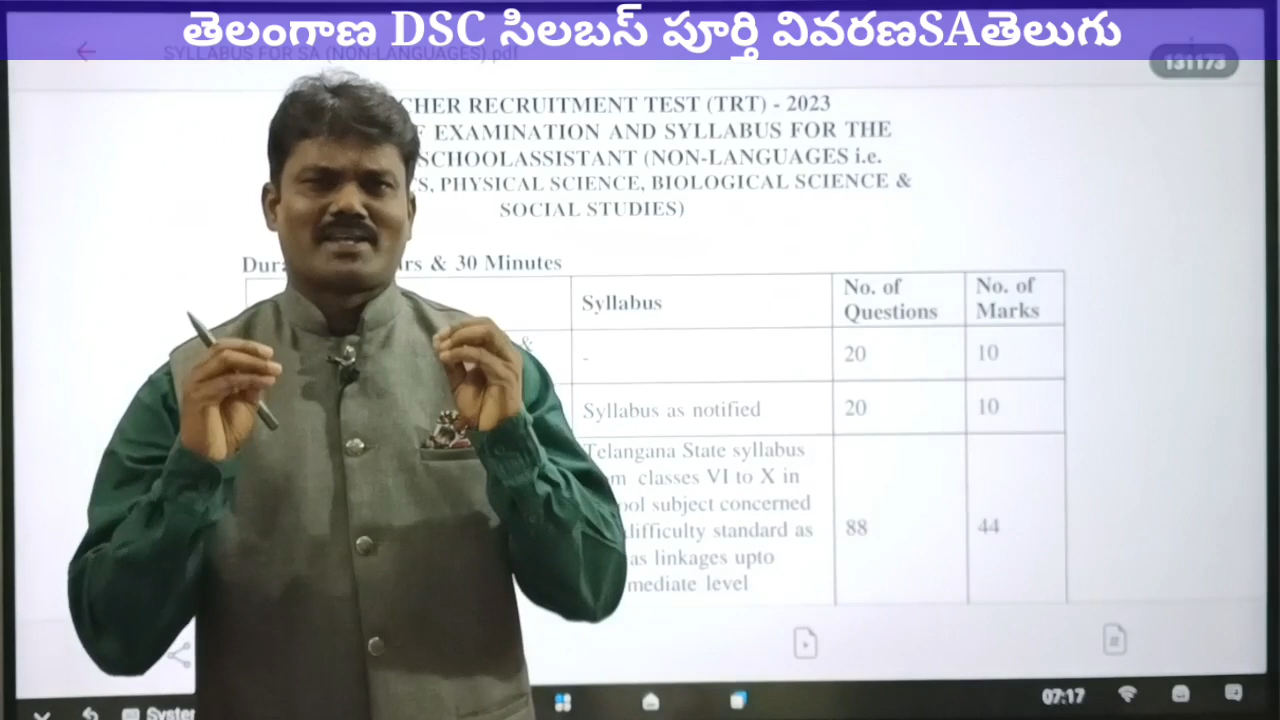 తెలంగాణ DSC సిలబస్ పూర్తి వివరణSAతెలుగు
SYLLABUS FOR SA (NON-LANGUAGES).pdf
131173
CHER RECRUITMENT TEST (TRT) - 2023
F EXAMINATION AND SYLLABUS FOR THE
SCHOOLASSISTANT (NON-LANGUAGES i.e.
S, PHYSICAL SCIENCE, BIOLOGICAL SCIENCE &
SOCIAL STUDIES)
Dura rs & 30 Minutes
Syllabus
No. of Questions
No. of Marks
&
-
20
10
Syllabus as notified
20
10
Telangana State syllabus
om classes VI to X in
ool subject concerned
difficulty standard as
as linkages upto
mediate level
88
44
07:17
System